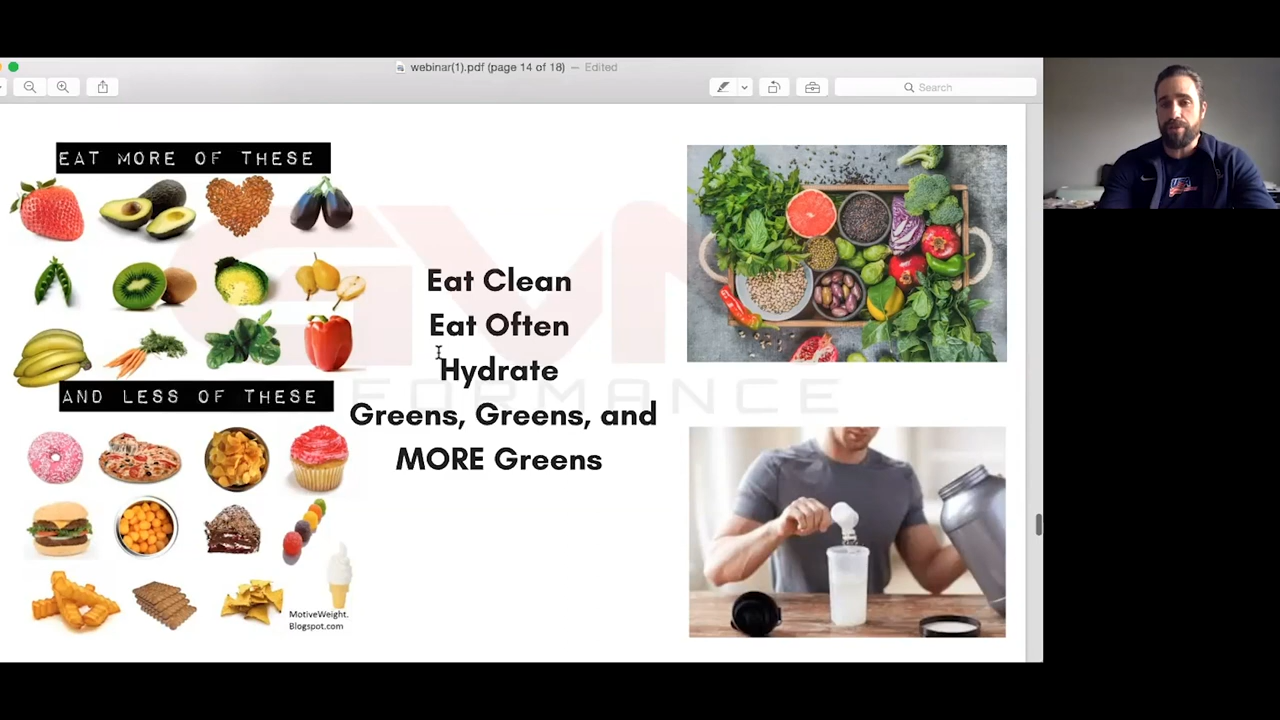 webinar(1).pdf (page 14 of 18) — Edited
Search
EAT MORE OF THESE
AND LESS OF THESE
MotiveWeight.
Blogspot.com
Eat Clean
Eat Often
Hydrate
Greens, Greens, and
MORE Greens